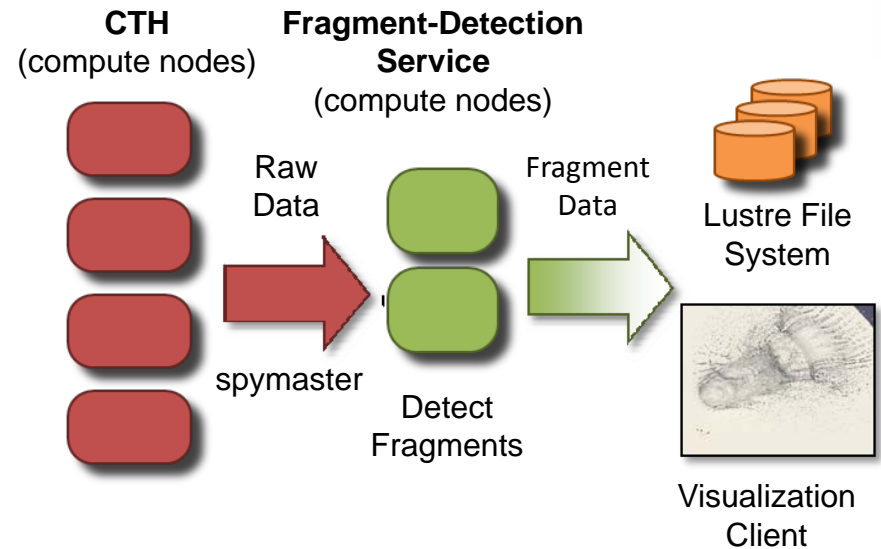 CTH
(compute nodes)
Fragment-Detection
Service
(compute nodes)
Raw
Data
spymaster
Detect
Fragments
Fragment
Data
Lustre File
System
Visualization
Client